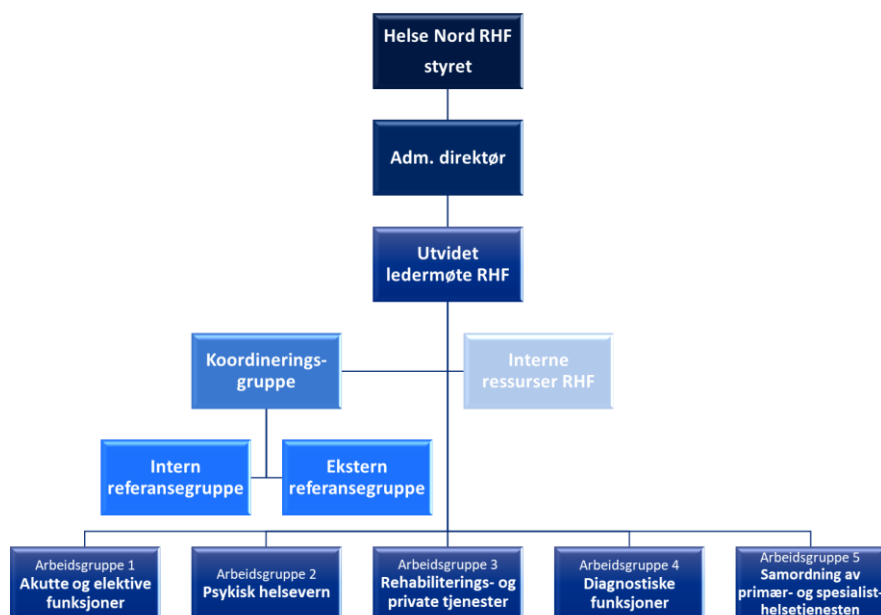 Helse Nord RHF
styret
Adm. direktør
Utvidet
ledermøte RHF
Koordinerings-
gruppe
Interne
ressurser RHF
Intern
referansegruppe
Ekstern
referansegruppe
Arbeidsgruppe 1
Akutte og elektive
funksjoner
Arbeidsgruppe 2
Psykisk helsevern
Arbeidsgruppe 3
Rehabiliterings- og
private tjenester
Arbeidsgruppe 4
Diagnostiske
funksjoner
Arbeidsgruppe 5
Samordning av
primær- og spesialist-
helsetjenesten